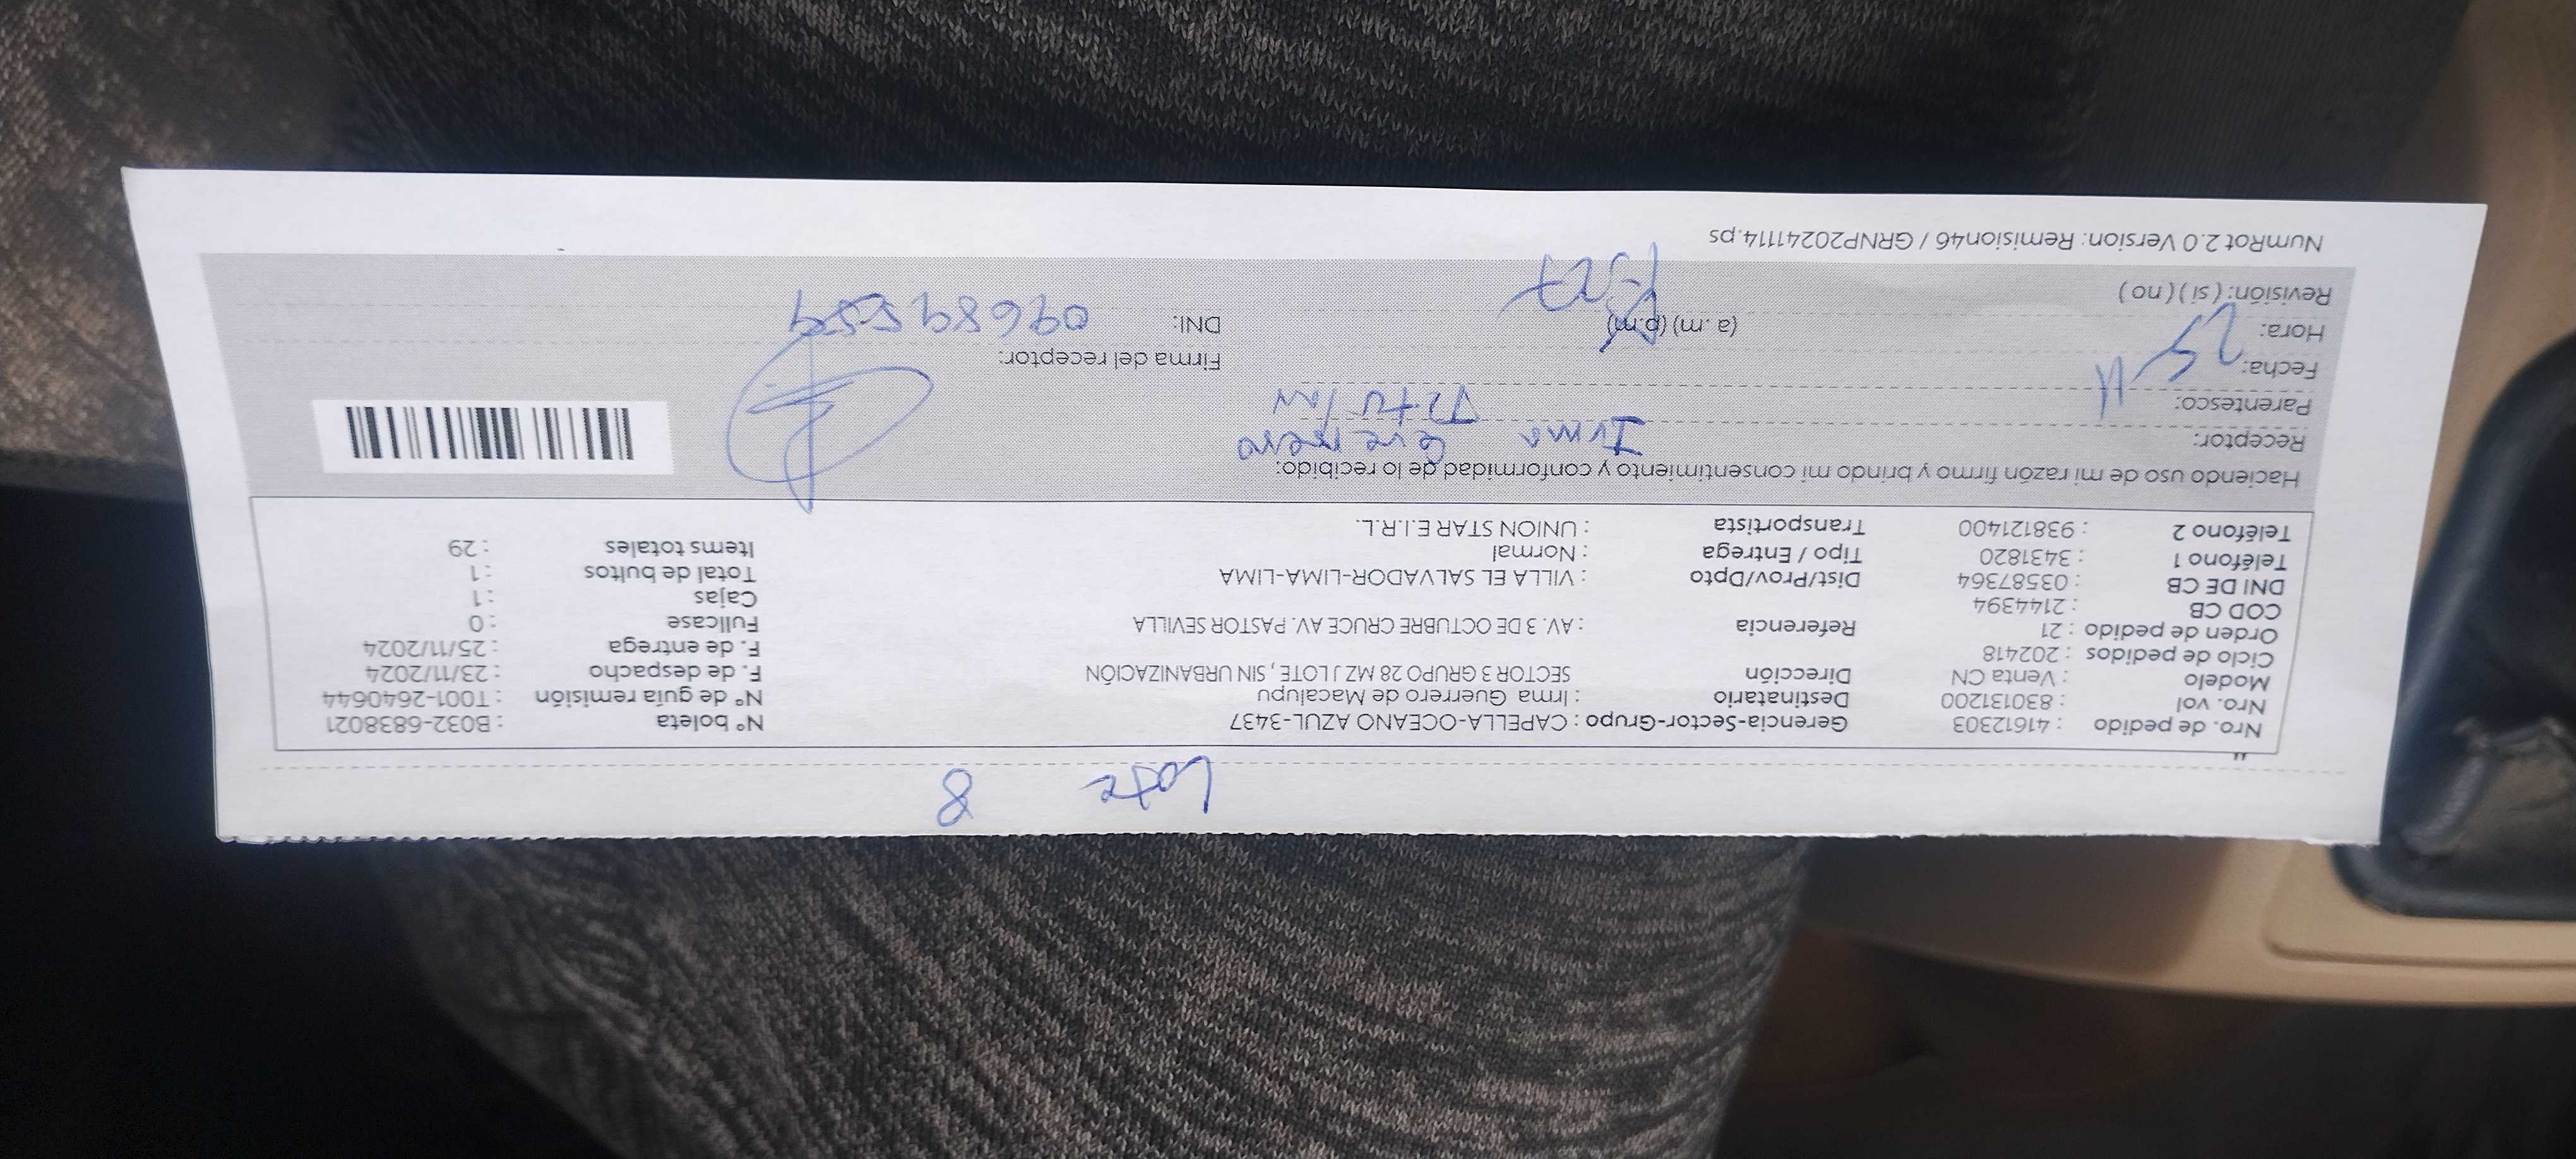 Lote 8
Nro. de pedido : 41612303 Gerencia-Sector-Grupo : CAPELLA-OCEANO AZUL-3437 Nº boleta : B032-6838021
Nro. vol : 830131200 Destinatario : Irma Guerrero de Macalupu Nº de guía remisión : T001-2640644
Modelo : Venta CN Dirección SECTOR 3 GRUPO 28 MZ J LOTE , SIN URBANIZACIÓN F. de despacho : 23/11/2024
Ciclo de pedidos : 202418 F. de entrega : 25/11/2024
Orden de pedido : 21 Referencia : AV. 3 DE OCTUBRE CRUCE AV. PASTOR SEVILLA Fullcase : 0
COD CB : 2144394 Cajas : 1
DNI DE CB : 03587364 Dist/Prov/Dpto : VILLA EL SALVADOR-LIMA-LIMA Total de bultos : 1
Teléfono 1 : 3431820 Tipo / Entrega : Normal Items totales : 29
Teléfono 2 : 938121400 Transportista : UNION STAR E.I.R.L.
Haciendo uso de mi razón firmo y brindo mi consentimiento y conformidad de lo recibido:
Receptor: Irma Guerrero
Parentesco: Titular
Fecha: 25-11 Firma del receptor:
Hora: (a.m) (p.m) DNI:
Revisión: ( si ) ( no )
NumRot 2.0 Version: Remision46 / GRNP20241114.ps